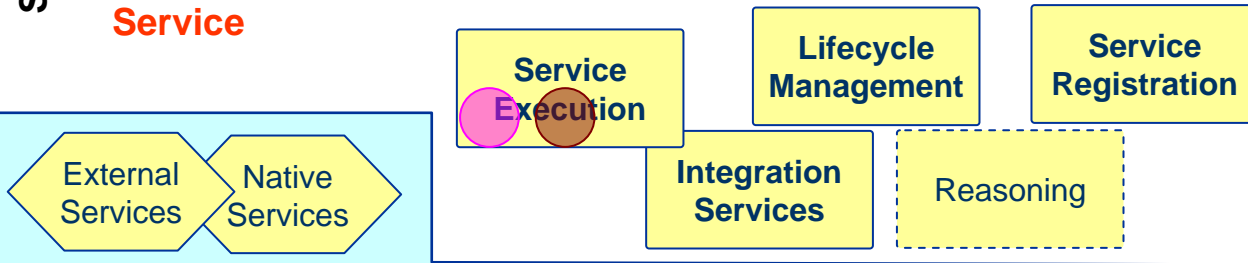 Service
Service
Execution
Lifecycle
Management
Service
Registration
External
Services
Native
Services
Integration
Services
Reasoning